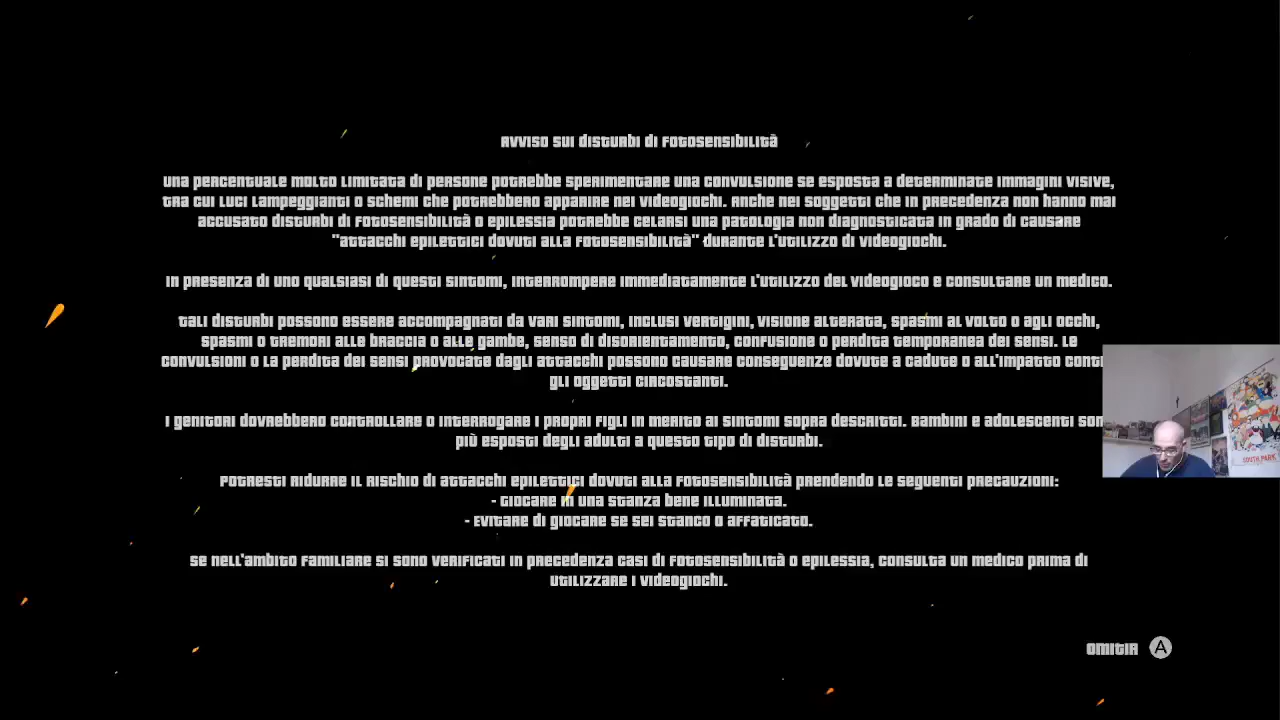 AVVISO SUI DISTURBI DI FOTOSENSIBILITÀ
UNA PERCENTUALE MOLTO LIMITATA DI PERSONE POTREBBE SPERIMENTARE UNA CONVULSIONE SE ESPOSTA A DETERMINATE IMMAGINI VISIVE,
TRA CUI LUCI LAMPEGGIANTI O SCHEMI CHE POTREBBERO APPARIRE NEI VIDEOGIOCHI. ANCHE NEI SOGGETTI CHE IN PRECEDENZA NON HANNO MAI
ACCUSATO DISTURBI DI FOTOSENSIBILITÀ O EPILESSIA POTREBBE CELARSI UNA PATOLOGIA NON DIAGNOSTICATA IN GRADO DI CAUSARE
"ATTACCHI EPILETTICI DOVUTI ALLA FOTOSENSIBILITÀ" DURANTE L'UTILIZZO DI VIDEOGIOCHI.
IN PRESENZA DI UNO QUALSIASI DI QUESTI SINTOMI, INTERROMPERE IMMEDIATAMENTE L'UTILIZZO DEL VIDEOGIOCO E CONSULTARE UN MEDICO.
TALI DISTURBI POSSONO ESSERE ACCOMPAGNATI DA VARI SINTOMI, INCLUSI VERTIGINI, VISIONE ALTERATA, SPASMI AL VOLTO O AGLI OCCHI,
SPASMI O TREMORI ALLE BRACCIA O ALLE GAMBE, SENSO DI DISORIENTAMENTO, CONFUSIONE O PERDITA TEMPORANEA DEI SENSI. LE
CONVULSIONI O LA PERDITA DEI SENSI PROVOCATE DAGLI ATTACCHI POSSONO CAUSARE CONSEGUENZE DOVUTE A CADUTE O ALL'IMPATTO CONT
GLI OGGETTI CIRCOSTANTI.
I GENITORI DOVREBBERO CONTROLLARE O INTERROGARE I PROPRI FIGLI IN MERITO AI SINTOMI SOPRA DESCRITTI. BAMBINI E ADOLESCENTI SON
PIÙ ESPOSTI DEGLI ADULTI A QUESTO TIPO DI DISTURBI.
POTRESTI RIDURRE IL RISCHIO DI ATTACCHI EPILETTICI DOVUTI ALLA FOTOSENSIBILITÀ PRENDENDO LE SEGUENTI PRECAUZIONI:
- GIOCARE IN UNA STANZA BENE ILLUMINATA.
- EVITARE DI GIOCARE SE SEI STANCO O AFFATICATO.
SE NELL'AMBITO FAMILIARE SI SONO VERIFICATI IN PRECEDENZA CASI DI FOTOSENSIBILITÀ O EPILESSIA, CONSULTA UN MEDICO PRIMA DI
UTILIZZARE I VIDEOGIOCHI.
SOUTH PARK
OMITIR A